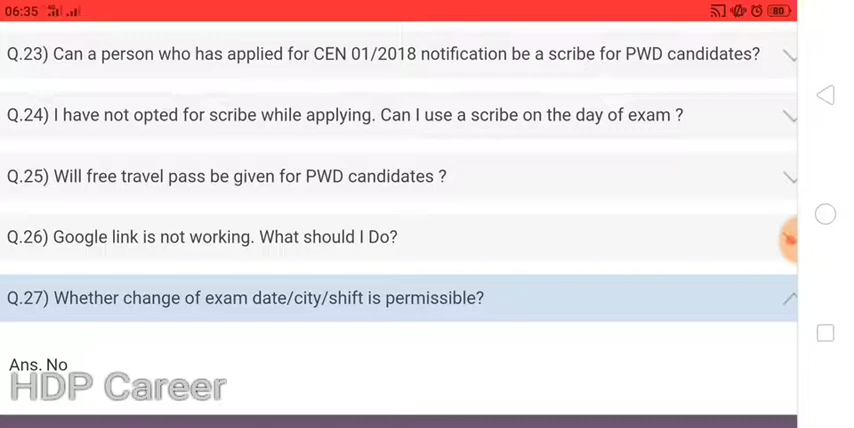 06:35
80
Q.23) Can a person who has applied for CEN 01/2018 notification be a scribe for PWD candidates?
Q.24) I have not opted for scribe while applying. Can I use a scribe on the day of exam ?
Q.25) Will free travel pass be given for PWD candidates ?
Q.26) Google link is not working. What should I Do?
Q.27) Whether change of exam date/city/shift is permissible?
Ans. No
HDP Career